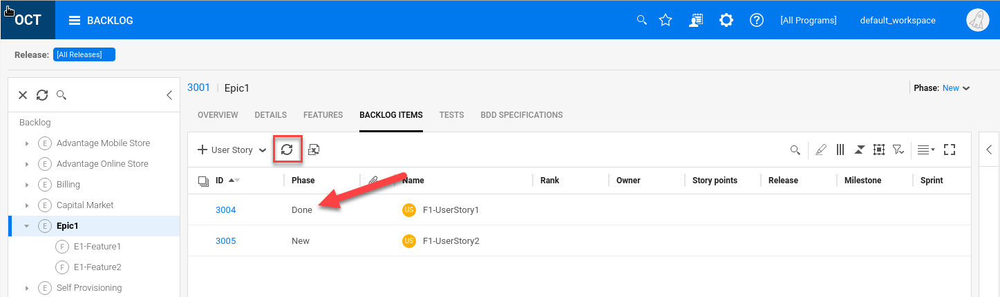 OCT
BACKLOG
[All Programs]
default_workspace
Release: [All Releases]
Backlog
E Advantage Mobile Store
E Advantage Online Store
E Billing
E Capital Market
E Epic1
F E1-Feature1
F E1-Feature2
E Self Provisioning
3001 | Epic1
Phase: New
OVERVIEW DETAILS FEATURES BACKLOG ITEMS TESTS BDD SPECIFICATIONS
+ User Story
ID Phase Name Rank Owner Story points Release Milestone Sprint
3004 Done US F1-UserStory1
3005 New US F1-UserStory2